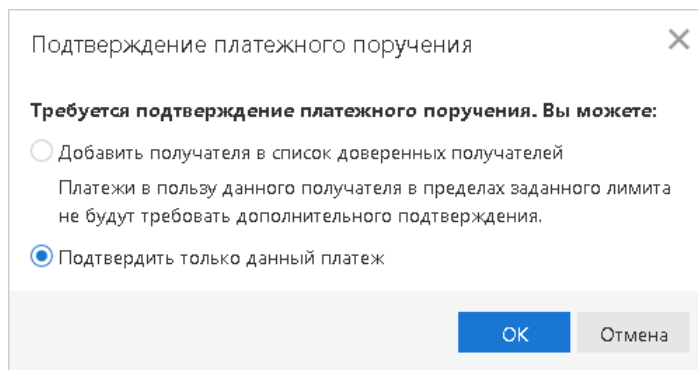 Подтверждение платежного поручения
Требуется подтверждение платежного поручения. Вы можете:
Добавить получателя в список доверенных получателей
Платежи в пользу данного получателя в пределах заданного лимита
не будут требовать дополнительного подтверждения.
Подтвердить только данный платеж
ОК Отмена